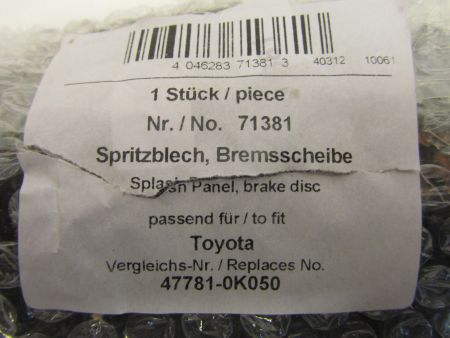 4 046283 71381 3 40312 10061
1 Stück / piece
Nr. / No. 71381
Spritzblech, Bremsscheibe
Splash Panel, brake disc
passend für / to fit
Toyota
Vergleichs-Nr. / Replaces No.
47781-0K050